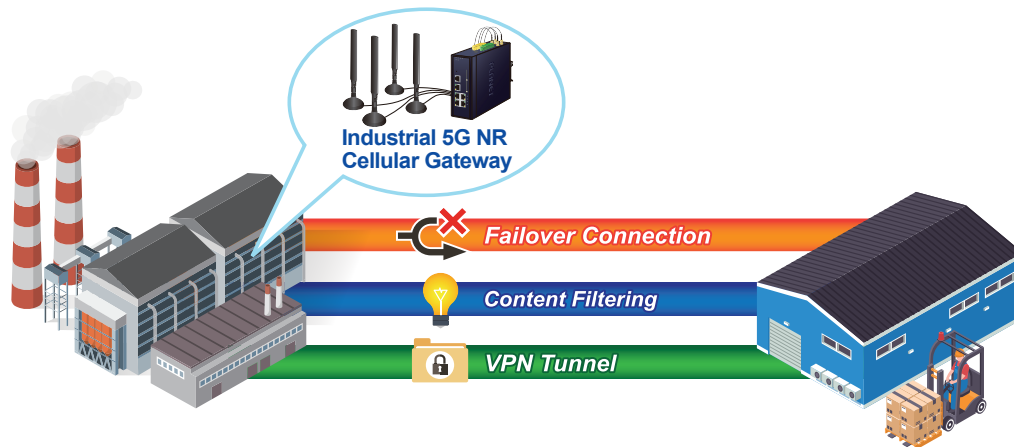 Industrial 5G NR
Cellular Gateway
Failover Connection
Content Filtering
VPN Tunnel